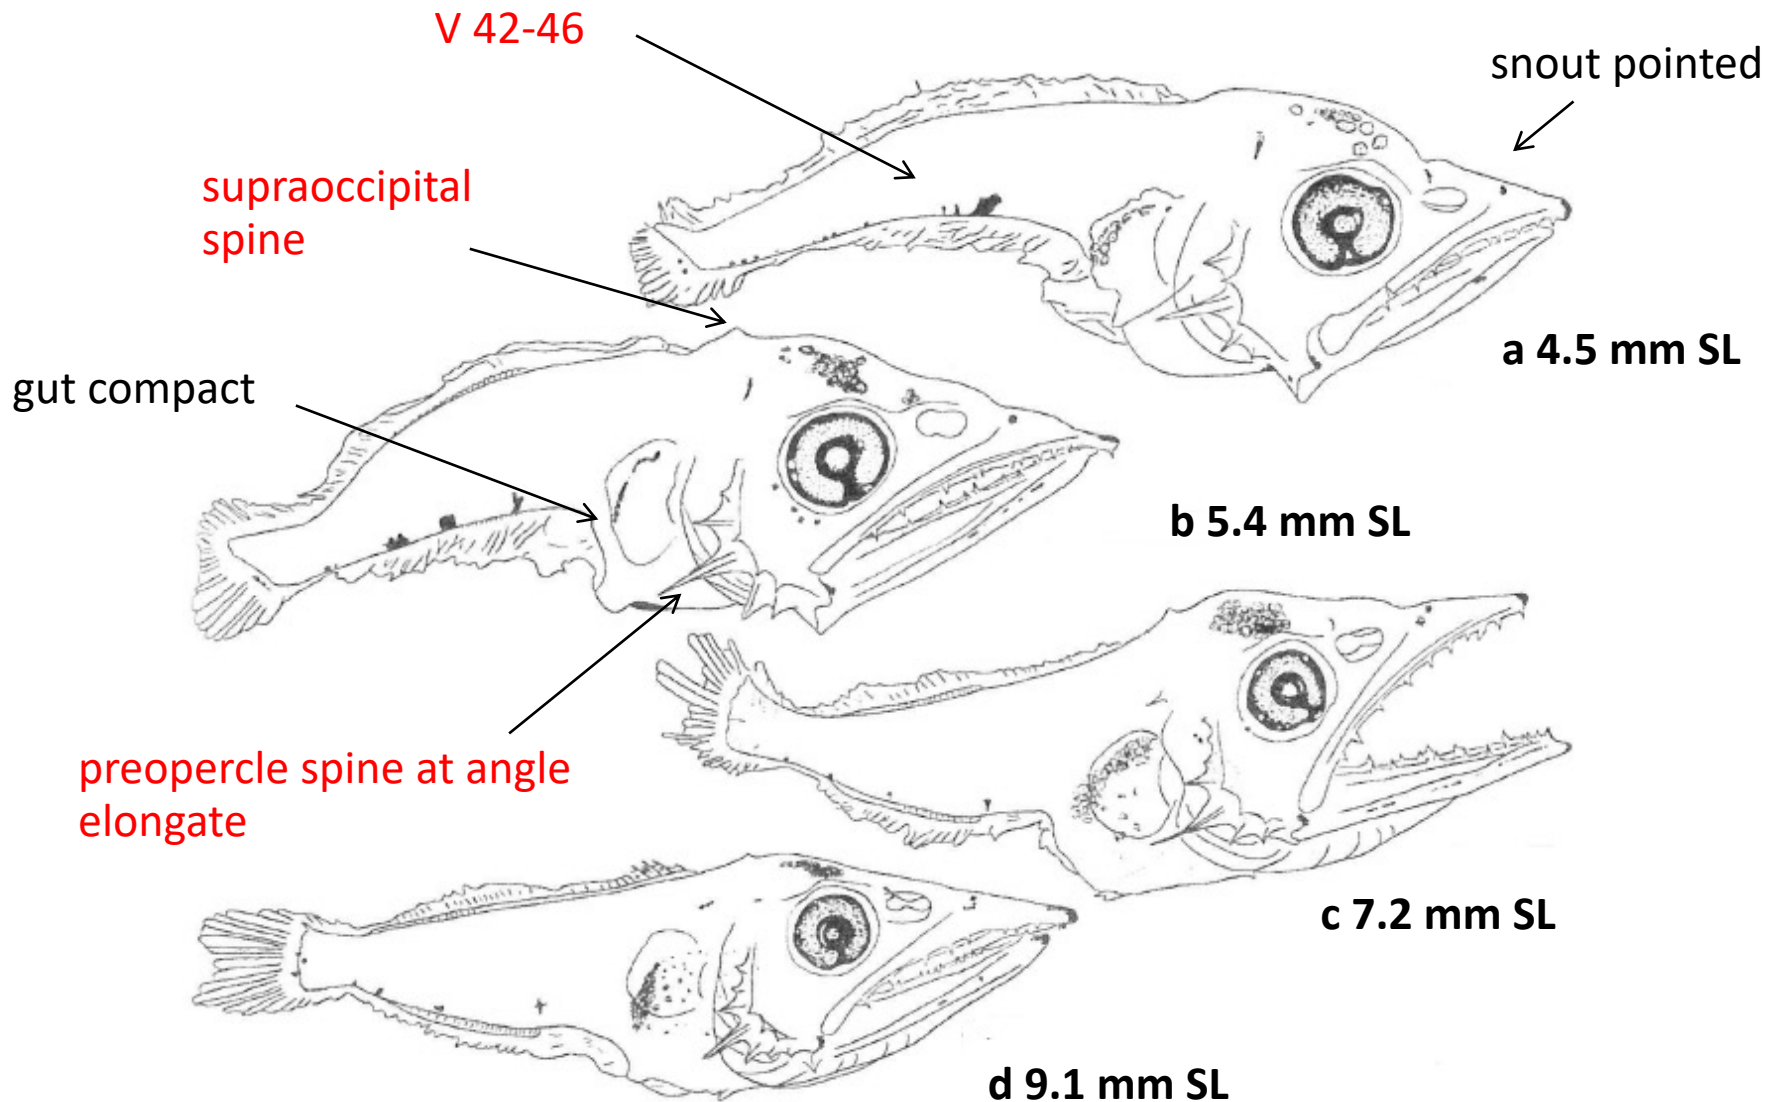 V 42-46
snout pointed
supraoccipital
spine
a 4.5 mm SL
gut compact
b 5.4 mm SL
preopercle spine at angle
elongate
c 7.2 mm SL
d 9.1 mm SL